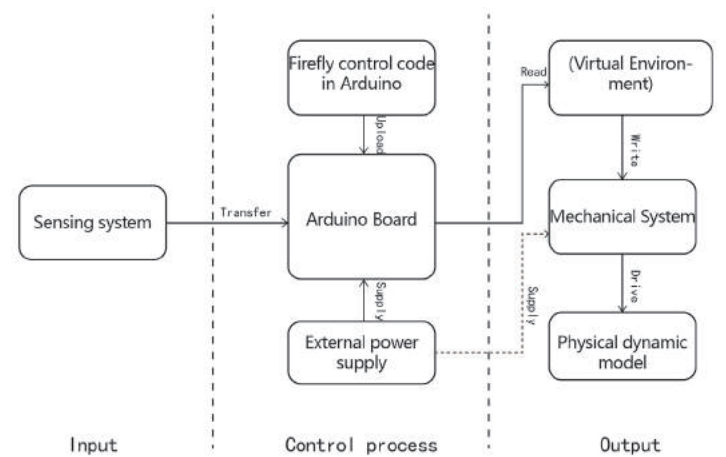 Firefly control code
in Arduino
Upload
Read
(Virtual Environ-
ment)
Write
Sensing system
Transfer
Arduino Board
Mechanical System
Supply
Supply
Drive
External power
supply
Physical dynamic
model
Input
Control process
Output